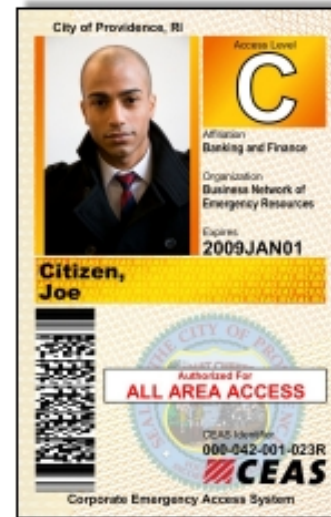 City of Providence, RI
Access Level
C
Affiliation
Banking and Finance
Organization
Business Network of
Emergency Resources
Expires
2009JAN01
Citizen,
Joe
Authorized For
ALL AREA ACCESS
CEAS Identifier
000-042-001-023R
CEAS
Corporate Emergency Access System